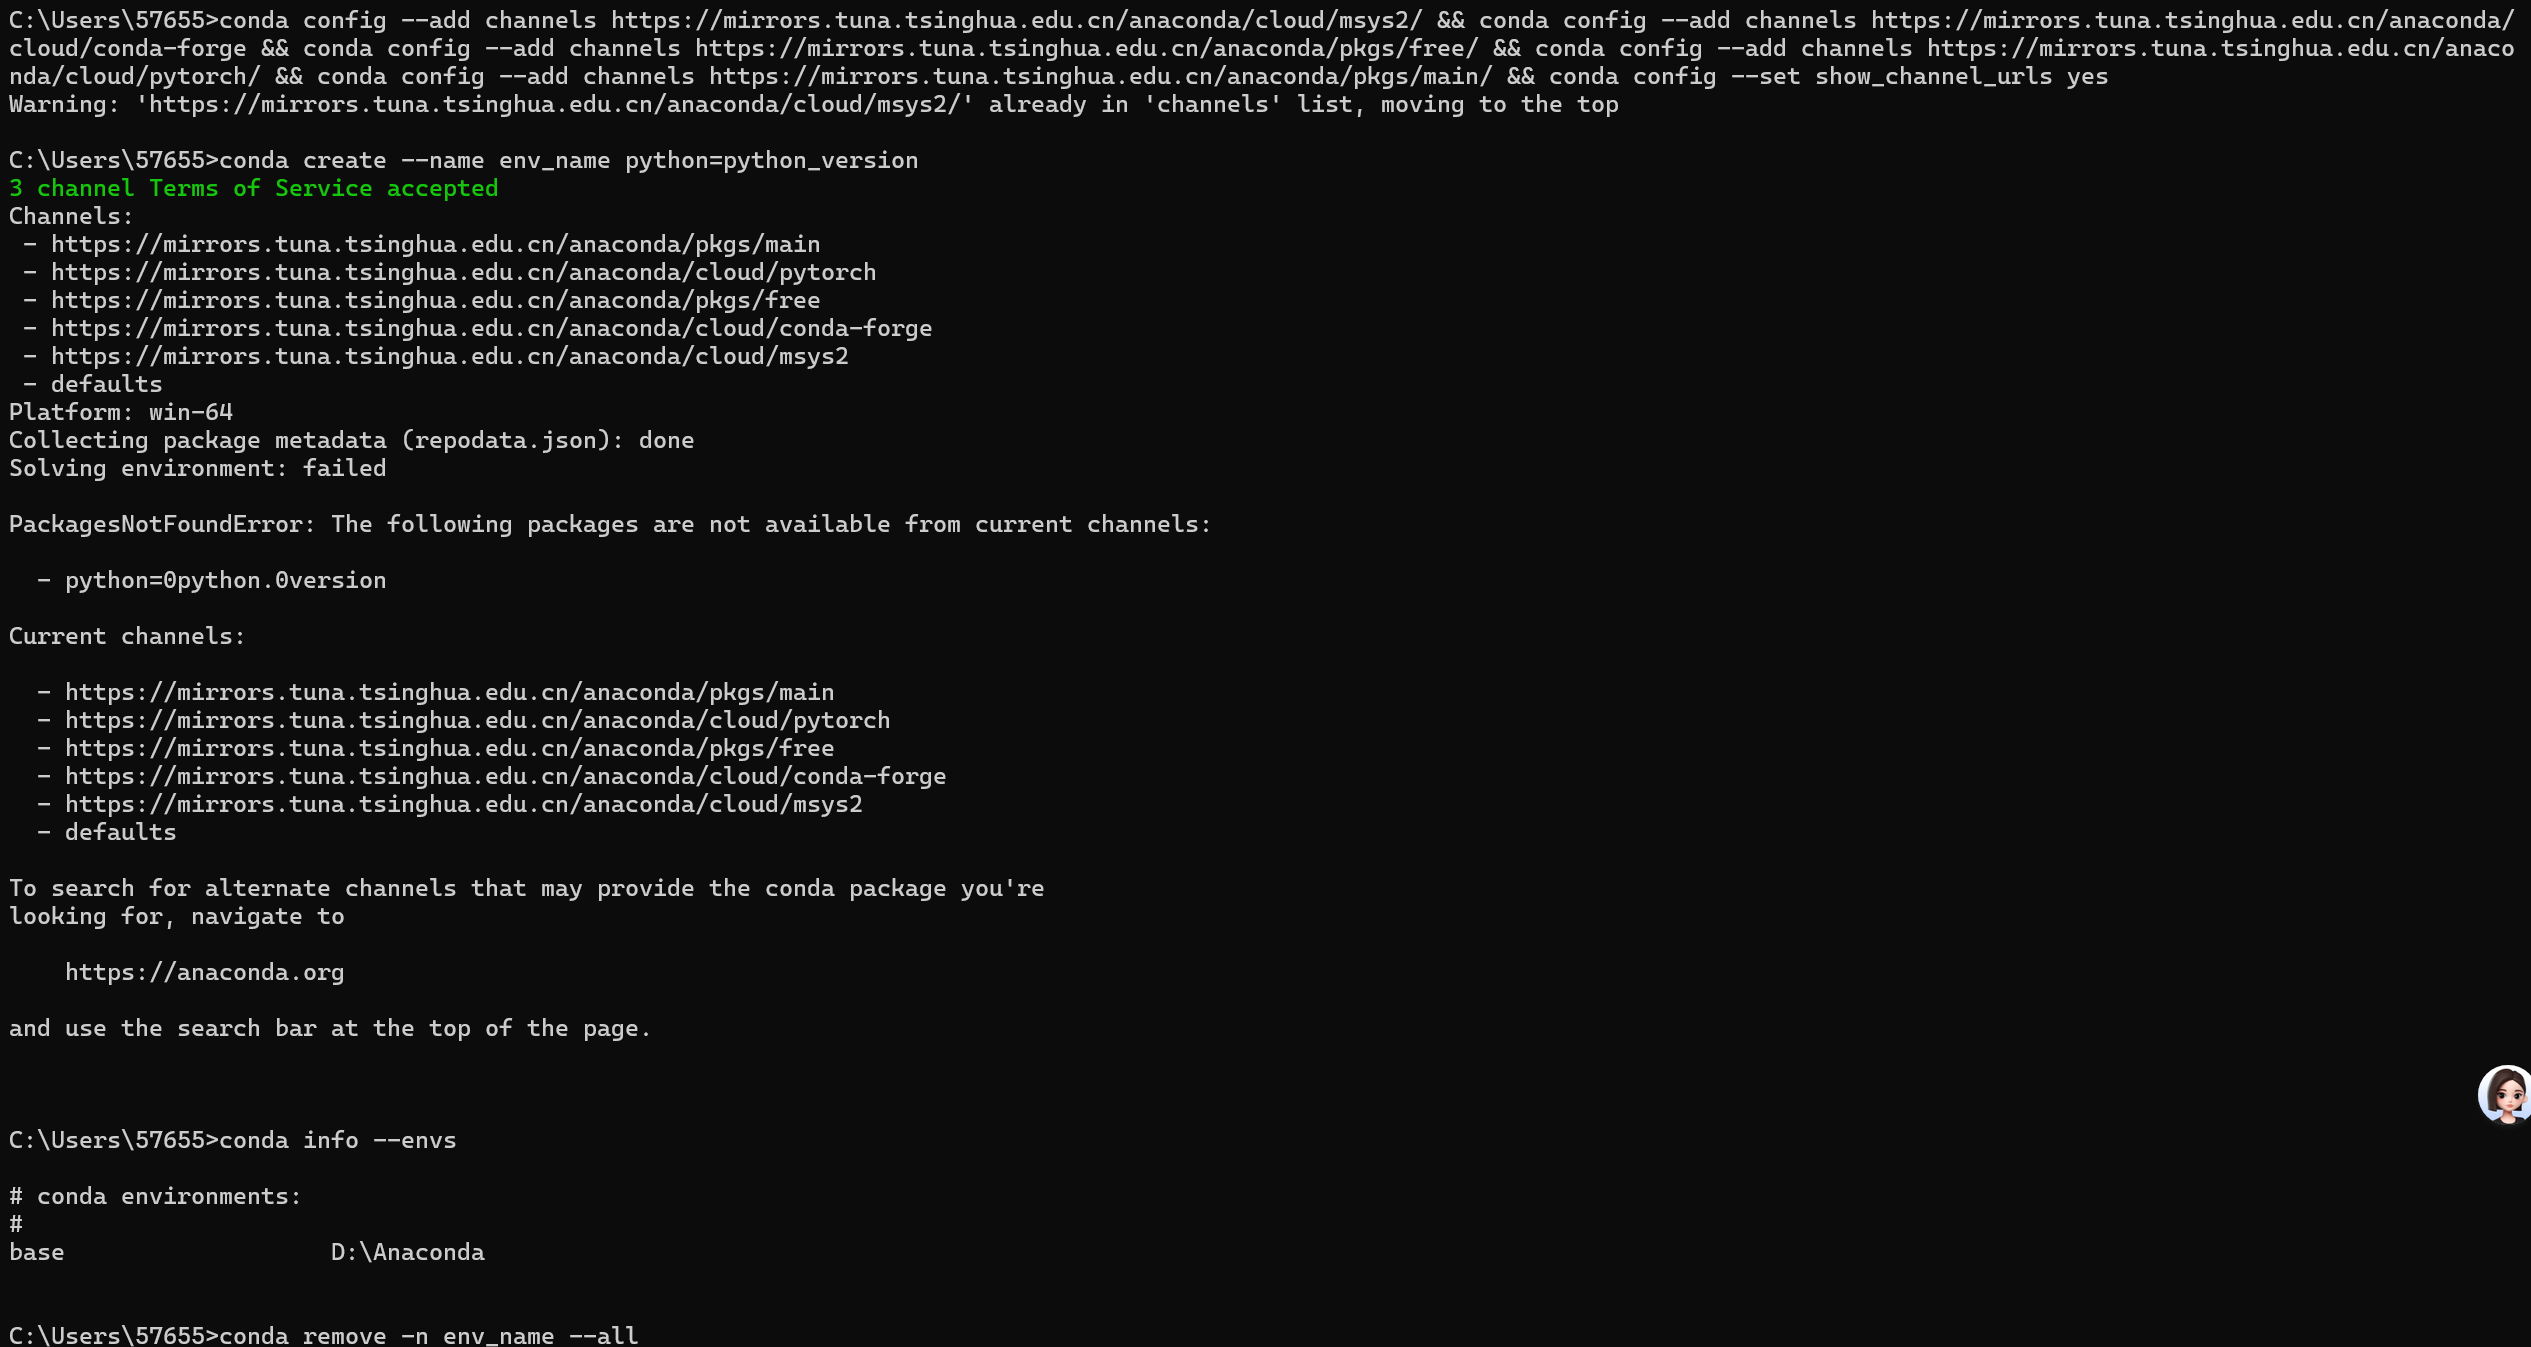 C:\Users\57655>conda config --add channels https://mirrors.tuna.tsinghua.edu.cn/anaconda/cloud/msys2/ && conda config --add channels https://mirrors.tuna.tsinghua.edu.cn/anaconda/
cloud/conda-forge && conda config --add channels https://mirrors.tuna.tsinghua.edu.cn/anaconda/pkgs/free/ && conda config --add channels https://mirrors.tuna.tsinghua.edu.cn/anaco
nda/cloud/pytorch/ && conda config --add channels https://mirrors.tuna.tsinghua.edu.cn/anaconda/pkgs/main/ && conda config --set show_channel_urls yes
Warning: 'https://mirrors.tuna.tsinghua.edu.cn/anaconda/cloud/msys2/' already in 'channels' list, moving to the top
C:\Users\57655>conda create --name env_name python=python_version
3 channel Terms of Service accepted
Channels:
 - https://mirrors.tuna.tsinghua.edu.cn/anaconda/pkgs/main
 - https://mirrors.tuna.tsinghua.edu.cn/anaconda/cloud/pytorch
 - https://mirrors.tuna.tsinghua.edu.cn/anaconda/pkgs/free
 - https://mirrors.tuna.tsinghua.edu.cn/anaconda/cloud/conda-forge
 - https://mirrors.tuna.tsinghua.edu.cn/anaconda/cloud/msys2
 - defaults
Platform: win-64
Collecting package metadata (repodata.json): done
Solving environment: failed
PackagesNotFoundError: The following packages are not available from current channels:
  - python=0python.0version
Current channels:
  - https://mirrors.tuna.tsinghua.edu.cn/anaconda/pkgs/main
  - https://mirrors.tuna.tsinghua.edu.cn/anaconda/cloud/pytorch
  - https://mirrors.tuna.tsinghua.edu.cn/anaconda/pkgs/free
  - https://mirrors.tuna.tsinghua.edu.cn/anaconda/cloud/conda-forge
  - https://mirrors.tuna.tsinghua.edu.cn/anaconda/cloud/msys2
  - defaults
To search for alternate channels that may provide the conda package you're
looking for, navigate to
    https://anaconda.org
and use the search bar at the top of the page.
C:\Users\57655>conda info --envs
# conda environments:
#
base                   D:\Anaconda
C:\Users\57655>conda remove -n env_name --all